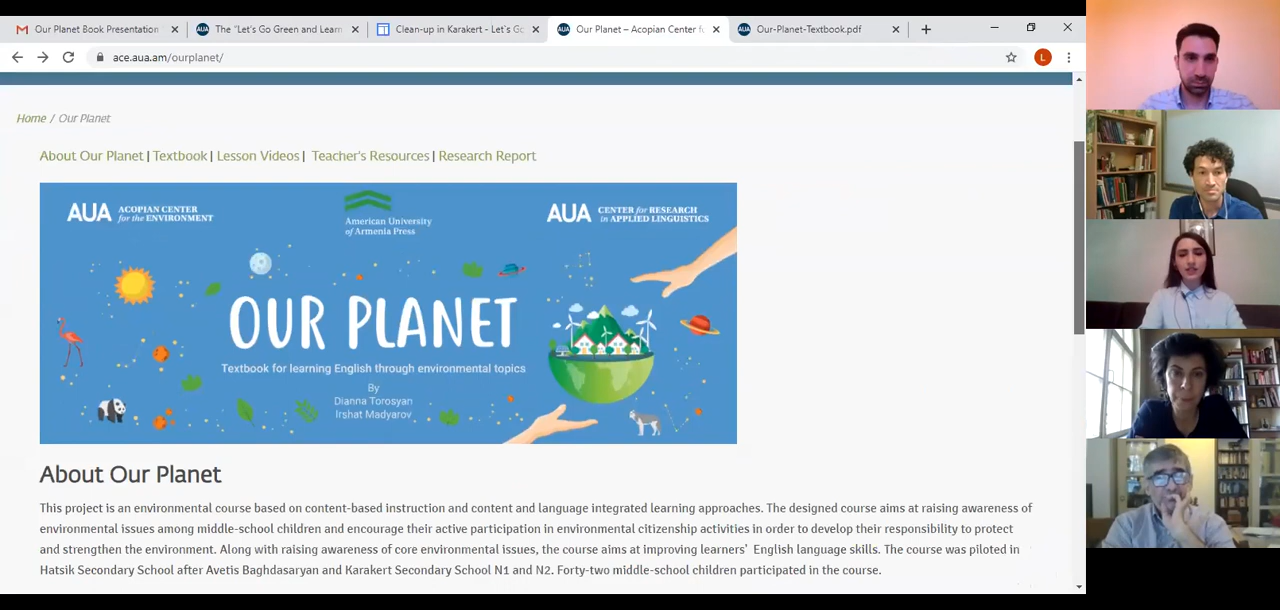 Our Planet Book Presentation
The "Let's Go Green and Learn
Clean-up in Karakert - Let`s Go
Our Planet – Acopian Center fo
Our-Planet-Textbook.pdf
ace.aua.am/ourplanet/
L
Home / Our Planet
About Our Planet | Textbook | Lesson Videos | Teacher's Resources | Research Report
AUA ACOPIAN CENTER
for the ENVIRONMENT
American University
of Armenia Press
AUA CENTER for RESEARCH
in APPLIED LINGUISTICS
OUR PLANET
Textbook for learning English through environmental topics
By
Dianna Torosyan
Irshat Madyarov
About Our Planet
This project is an environmental course based on content-based instruction and content and language integrated learning approaches. The designed course aims at raising awareness of
environmental issues among middle-school children and encourage their active participation in environmental citizenship activities in order to develop their responsibility to protect
and strengthen the environment. Along with raising awareness of core environmental issues, the course aims at improving learners' English language skills. The course was piloted in
Hatsik Secondary School after Avetis Baghdasaryan and Karakert Secondary School N1 and N2. Forty-two middle-school children participated in the course.